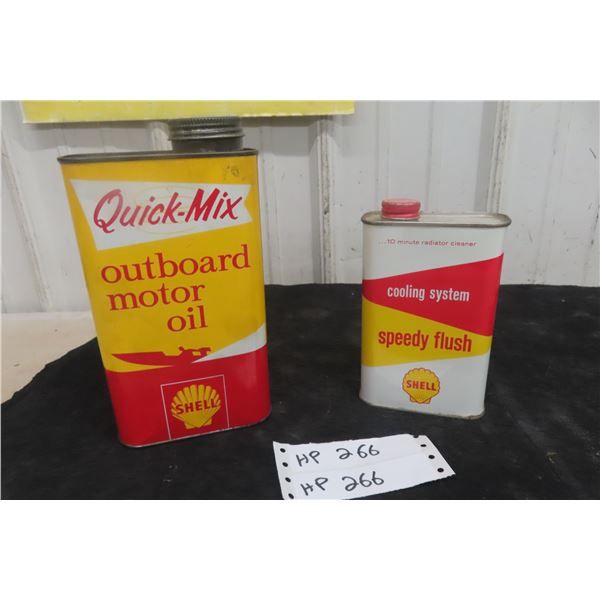 Quick-Mix
outboard
motor
oil
SHELL
...10 minute radiator cleaner
cooling system
speedy flush
SHELL
HP 266
HP 266